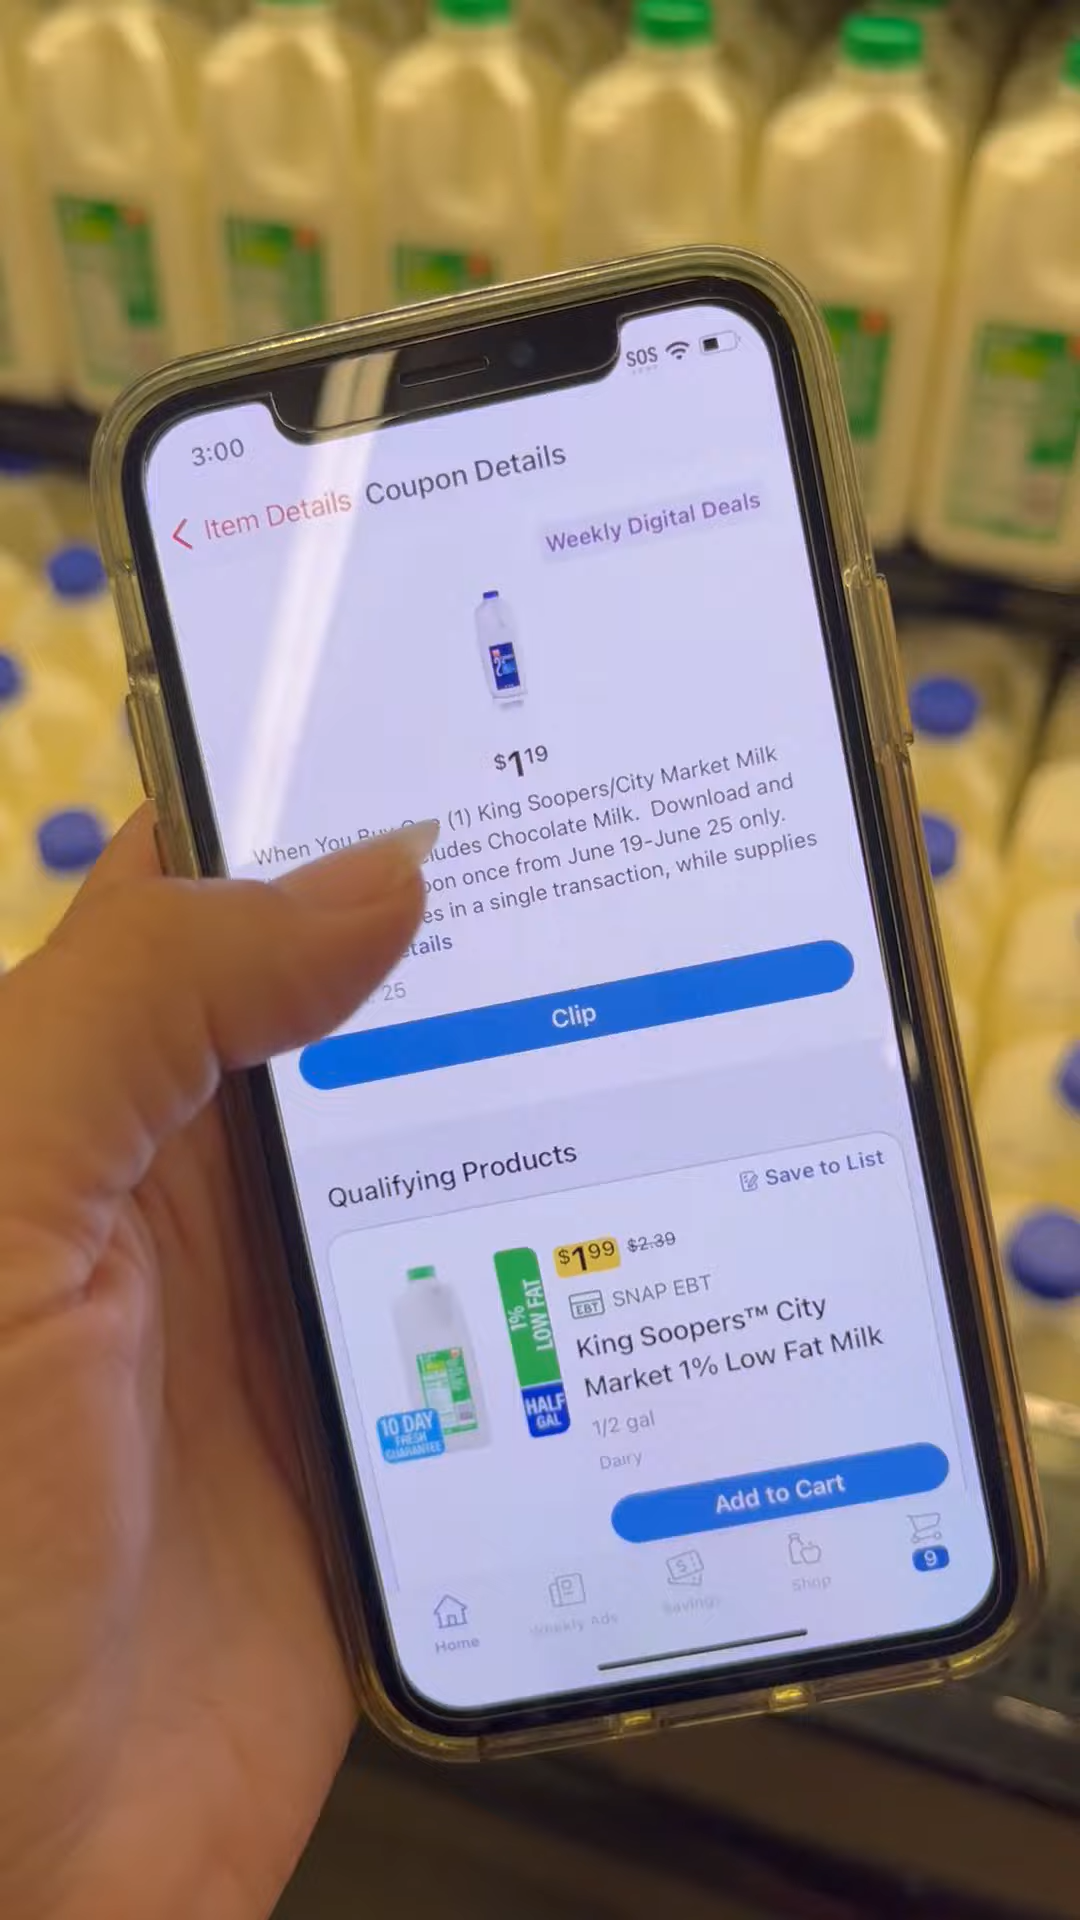 SOS
3:00
Item Details
Coupon Details
Weekly Digital Deals
$1 19
When You Buy (1) King Soopers/City Market Milk
Chocolate Milk. Download and
once from June 19-June 25 only.
in a single transaction, while supplies
25
Clip
Qualifying Products
Save to List
$1 99 $2.39
EBT SNAP EBT
King Soopers™ City
Market 1% Low Fat Milk
1/2 gal
Dairy
1%
LOW FAT
HALF
GAL
10 DAY
FRESH
GUARANTEE
Add to Cart
Home
Weekly Ads
Savings
Shop
9